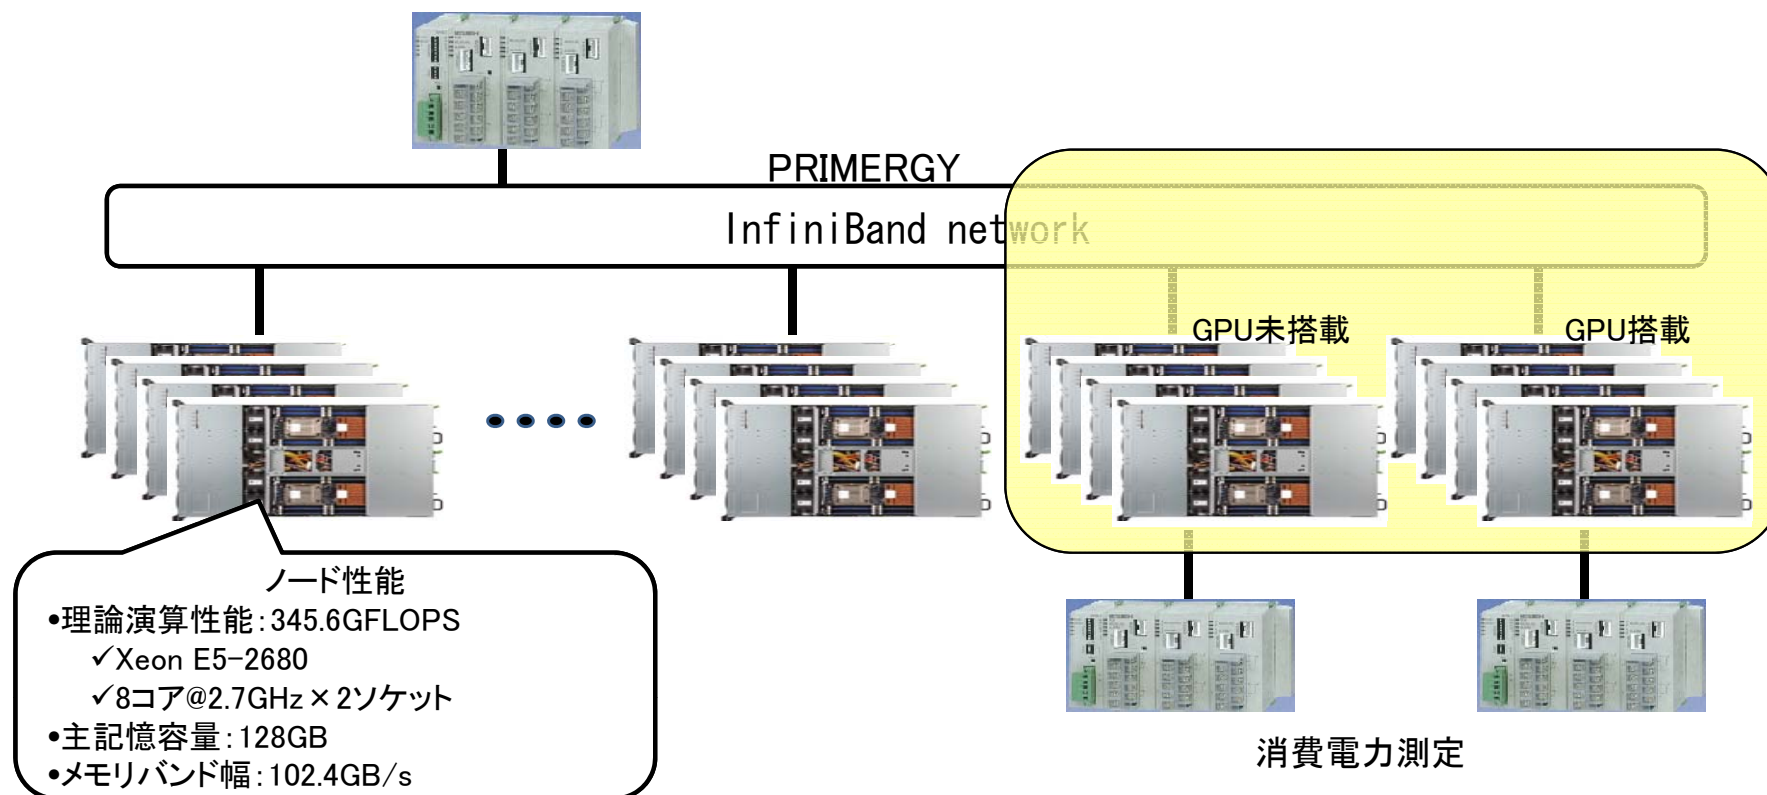 PRIMERGY
InfiniBand network
GPU未搭載
GPU搭載
ノード性能
•理論演算性能:345.6GFLOPS
✓Xeon E5-2680
✓8コア@2.7GHz×2ソケット
•主記憶容量:128GB
•メモリバンド幅:102.4GB/s
消費電力測定